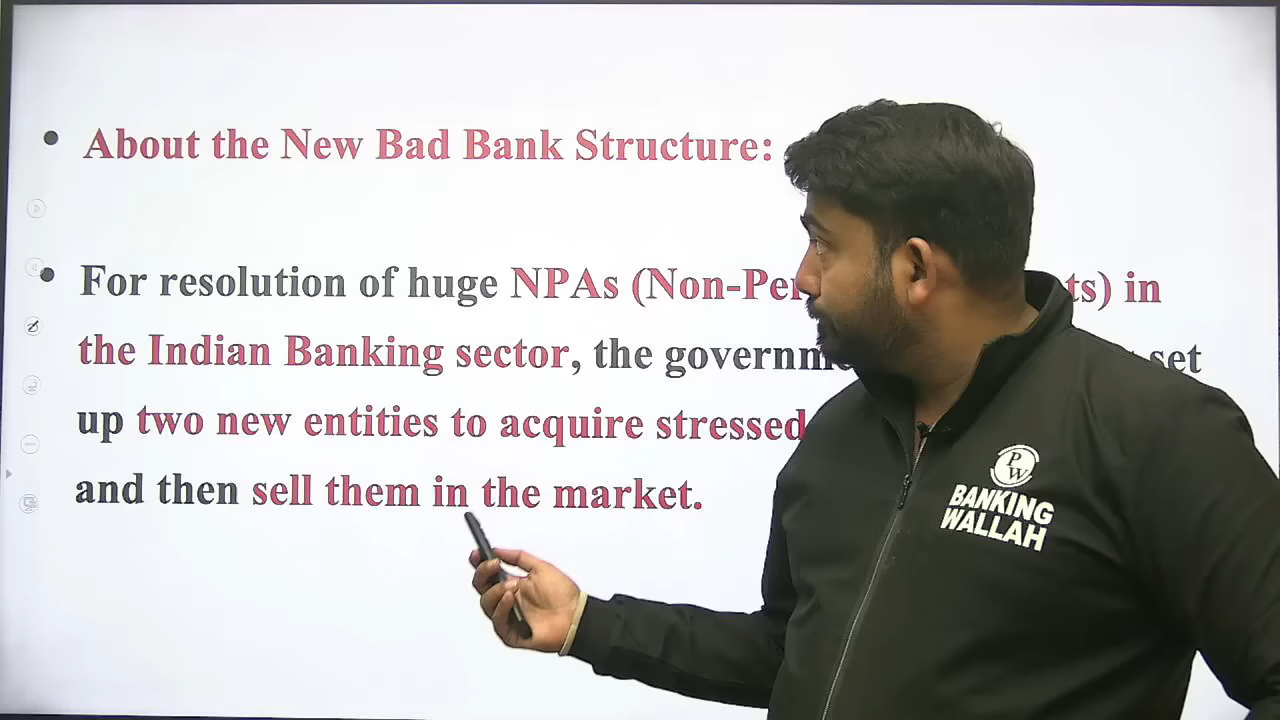 About the New Bad Bank Structure:
For resolution of huge NPAs (Non-Per ts) in
the Indian Banking sector, the governm set
up two new entities to acquire stressed
and then sell them in the market.
PW
BANKING
WALLAH